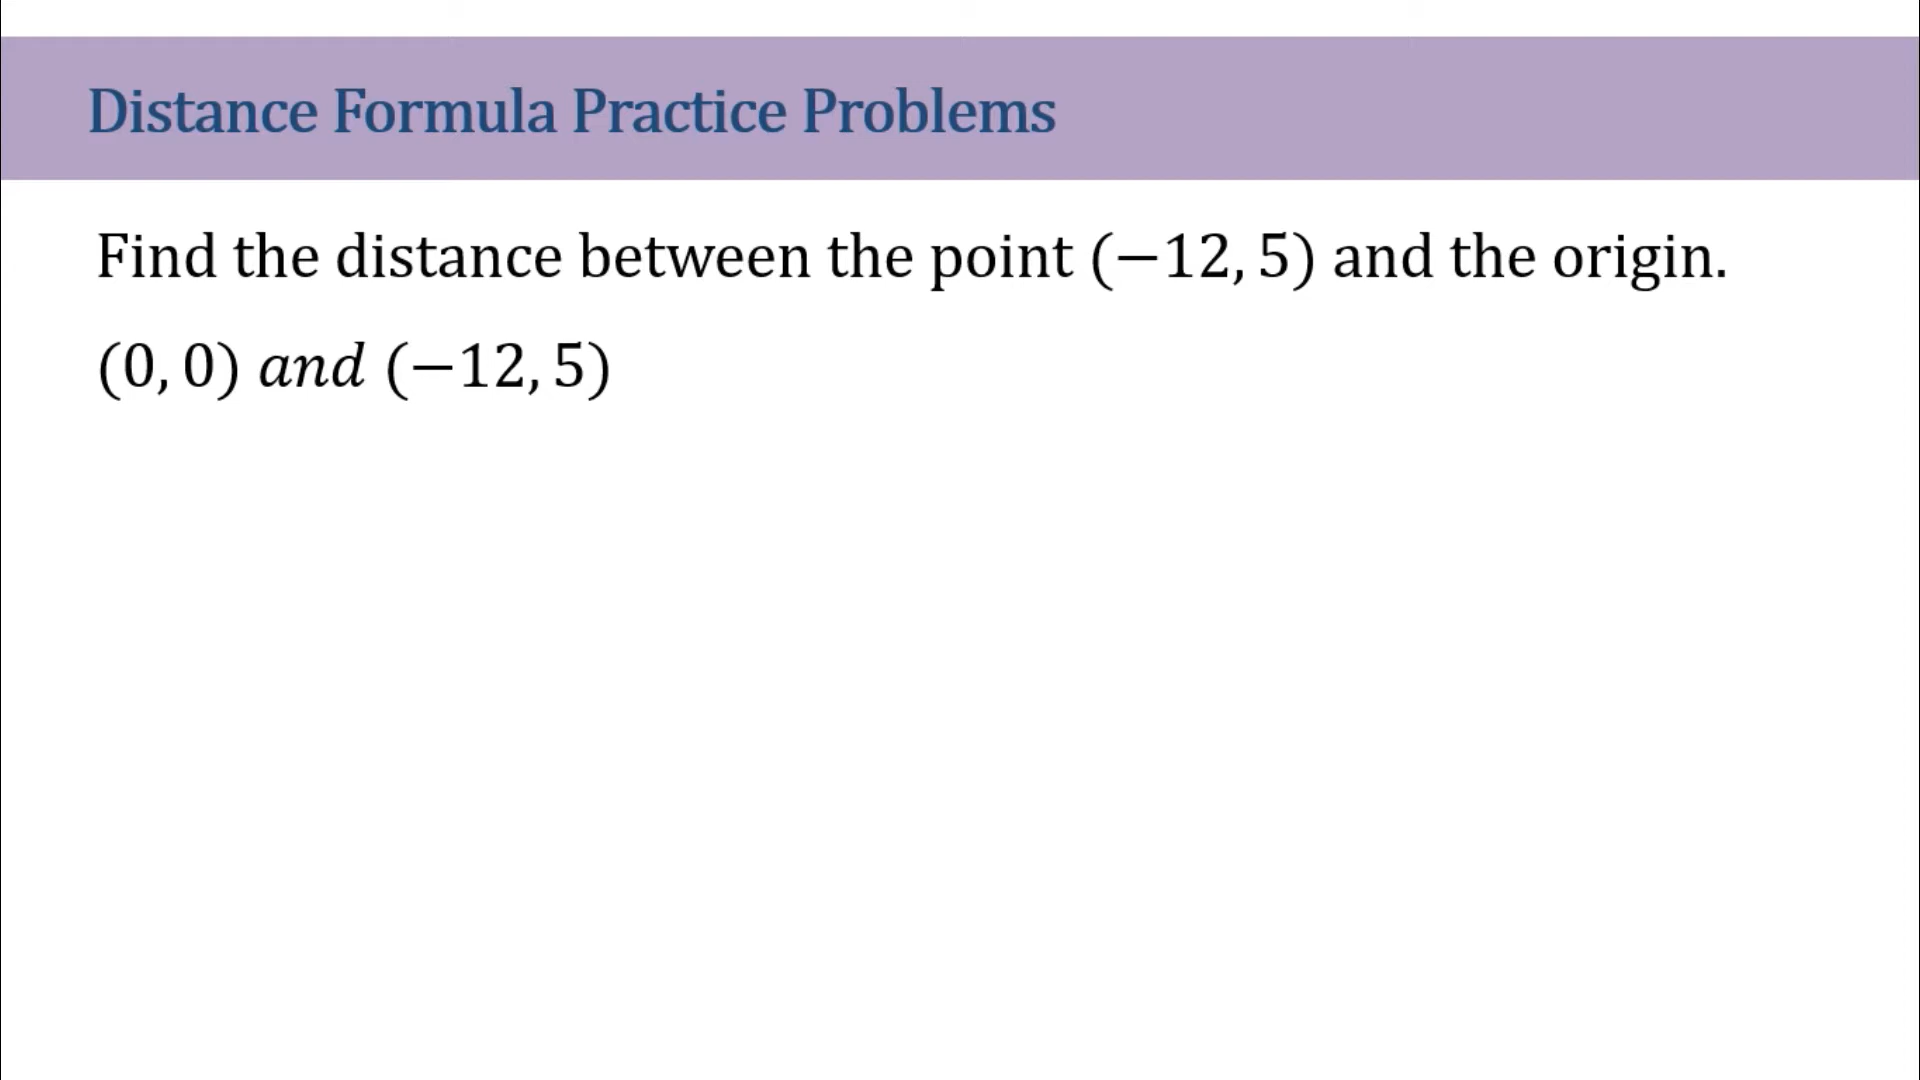 Distance Formula Practice Problems
Find the distance between the point (−12, 5) and the origin.
(0, 0) and (−12, 5)